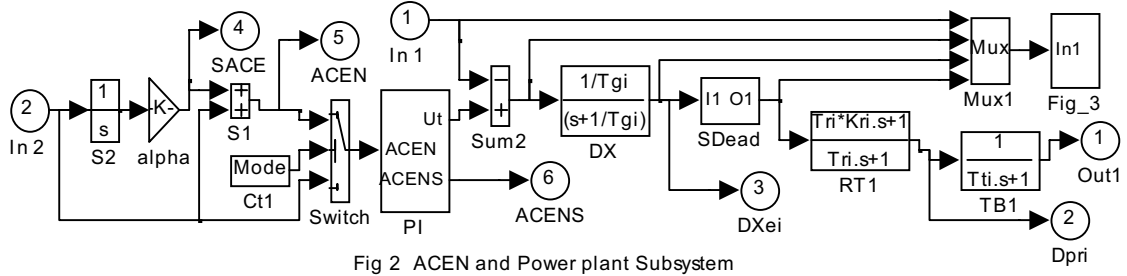 2
In 2
1
s
S2
-K-
alpha
4
SACE
+
+
S1
5
ACEN
Mode
Ct1
Switch
Ut
ACEN
ACENS
PI
6
ACENS
1
In 1
−
+
Sum2
1/Tgi
(s+1/Tgi)
DX
I1 O1
SDead
3
DXei
Tri*Kri.s+1
Tri.s+1
RT1
Mux
Mux1
In1
Fig_3
1
Tti.s+1
TB1
1
Out1
2
Dpri
Fig 2 ACEN and Power plant Subsystem